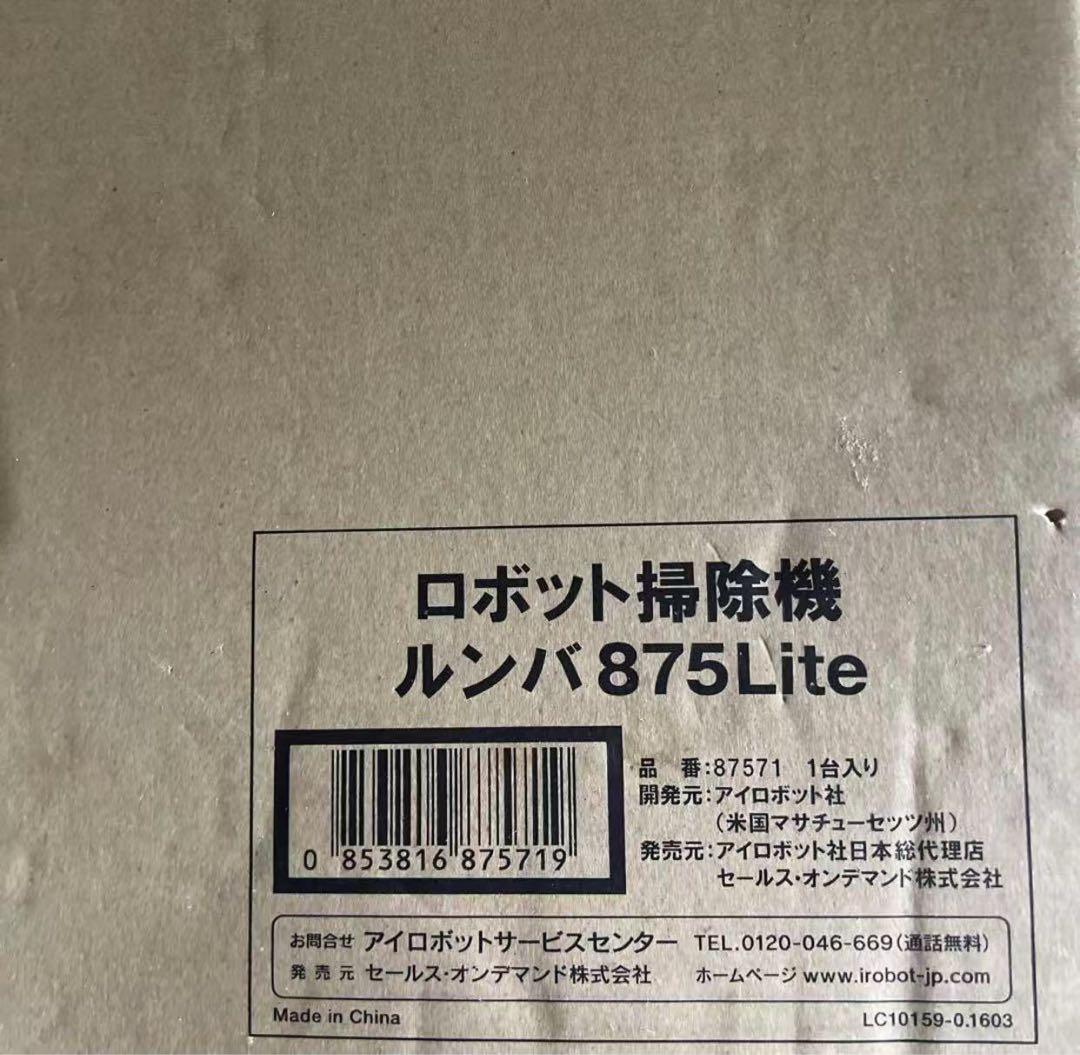 ロボット掃除機
ルンバ875Lite
品　番:87571　1台入り
開発元:アイロボット社
（米国マサチューセッツ州）
発売元:アイロボット社日本総代理店
セールス・オンデマンド株式会社
0 853816 875719
お問合せ アイロボットサービスセンター TEL.0120-046-669(通話無料)
発売元 セールス・オンデマンド株式会社 ホームページ www.irobot-jp.com
Made in China LC10159-0.1603